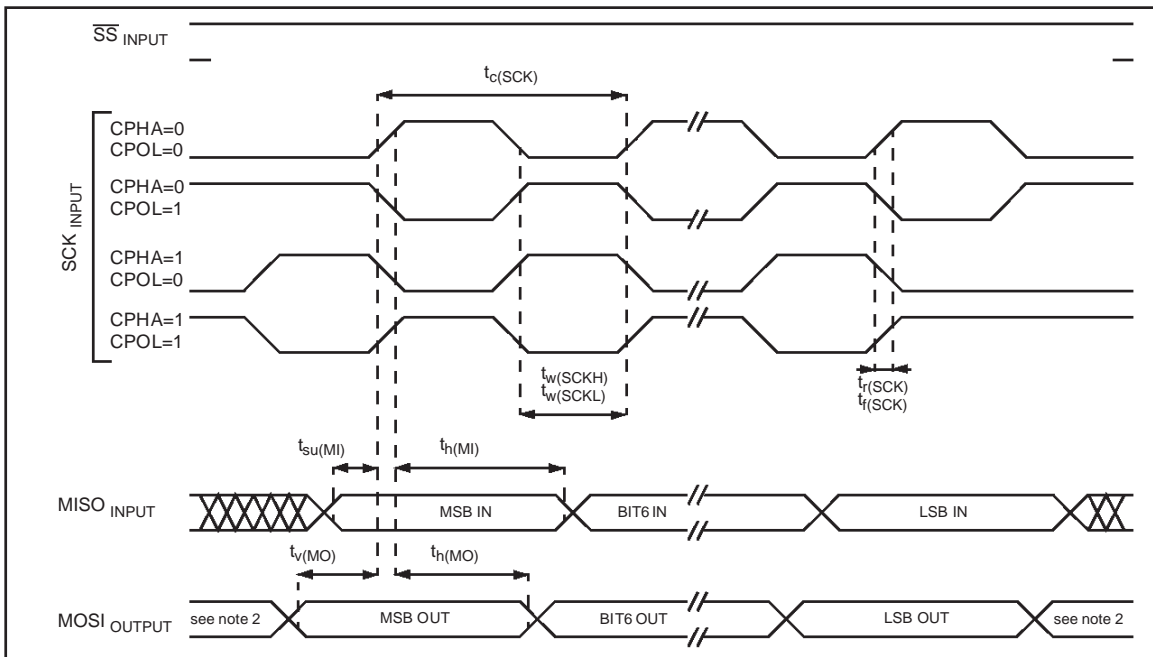 SS INPUT
tc(SCK)
SCK INPUT
CPHA=0
CPOL=0
CPHA=0
CPOL=1
CPHA=1
CPOL=0
CPHA=1
CPOL=1
tw(SCKH)
tw(SCKL)
tr(SCK)
tf(SCK)
tsu(MI)
th(MI)
MISO INPUT
MSB IN
BIT6 IN
LSB IN
tv(MO)
th(MO)
MOSI OUTPUT
see note 2
MSB OUT
BIT6 OUT
LSB OUT
see note 2